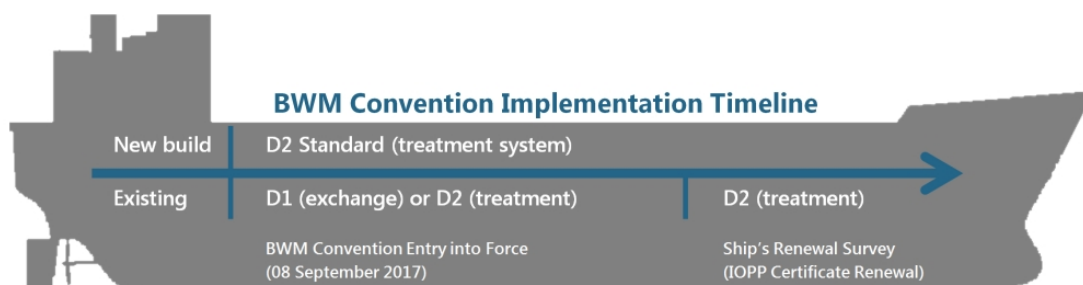 BWM Convention Implementation Timeline
New build D2 Standard (treatment system)
Existing D1 (exchange) or D2 (treatment) D2 (treatment)
BWM Convention Entry into Force
(08 September 2017)
Ship's Renewal Survey
(IOPP Certificate Renewal)